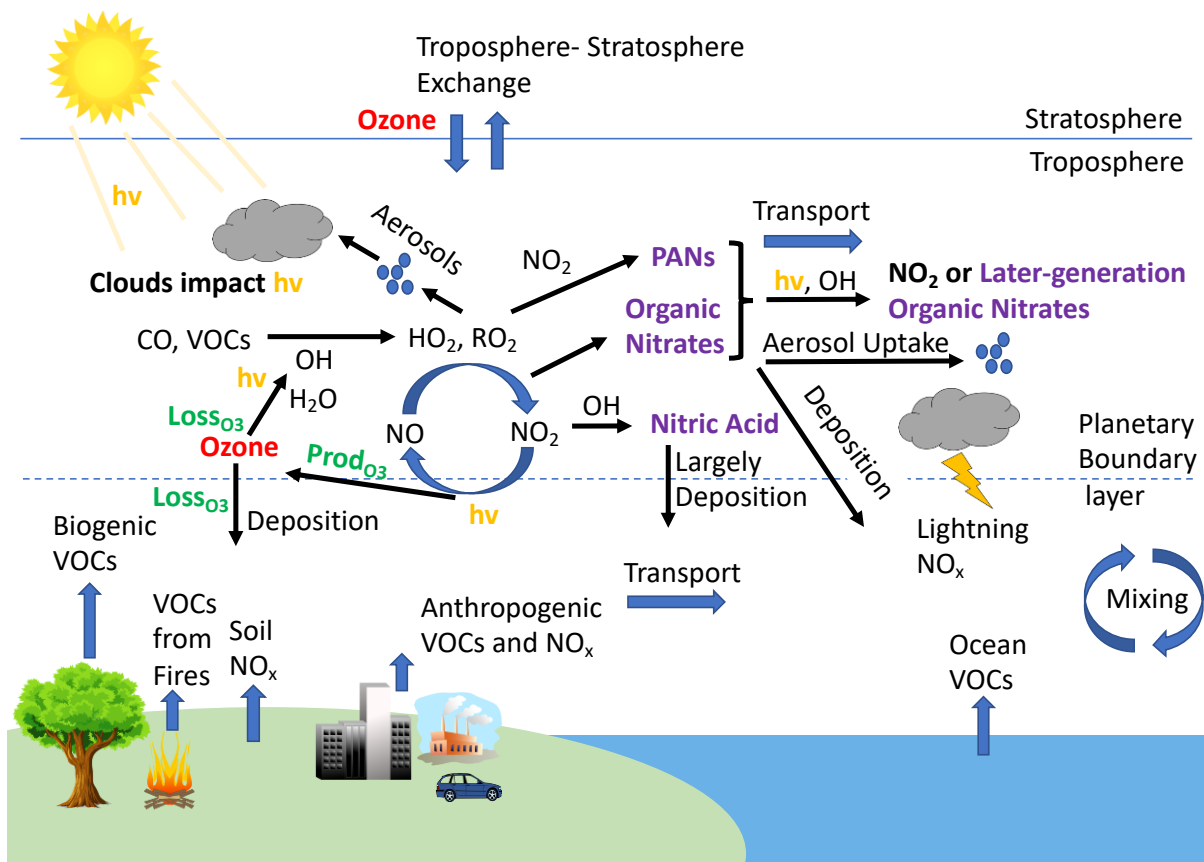 Troposphere- Stratosphere
Exchange
Ozone
Stratosphere
Troposphere
hv
Aerosols
Transport
Clouds impact hv
NO₂
PANs
hv, OH
NO₂ or Later-generation
Organic Nitrates
Organic
Nitrates
CO, VOCs
HO₂, RO₂
Aerosol Uptake
hv
OH
H₂O
Loss_O3
Ozone
NO
NO₂
OH
Nitric Acid
Deposition
Planetary
Boundary
layer
Prod_O3
Largely
Deposition
Loss_O3
Deposition
hv
Lightning
NOₓ
Biogenic
VOCs
VOCs
from
Fires
Soil
NOₓ
Anthropogenic
VOCs and NOₓ
Transport
Mixing
Ocean
VOCs